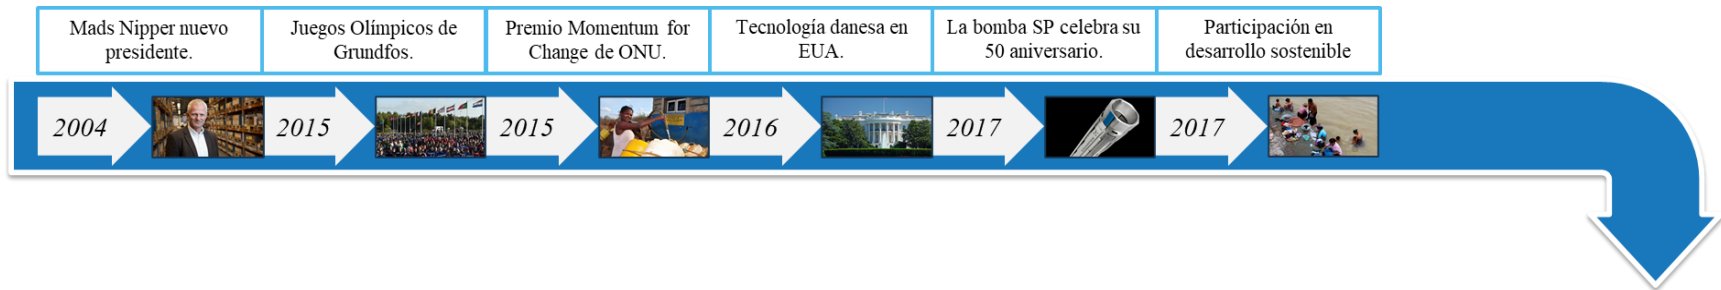 Mads Nipper nuevo
presidente.
Juegos Olímpicos de
Grundfos.
Premio Momentum for
Change de ONU.
Tecnología danesa en
EUA.
La bomba SP celebra su
50 aniversario.
Participación en
desarrollo sostenible
2004
2015
2015
2016
2017
2017